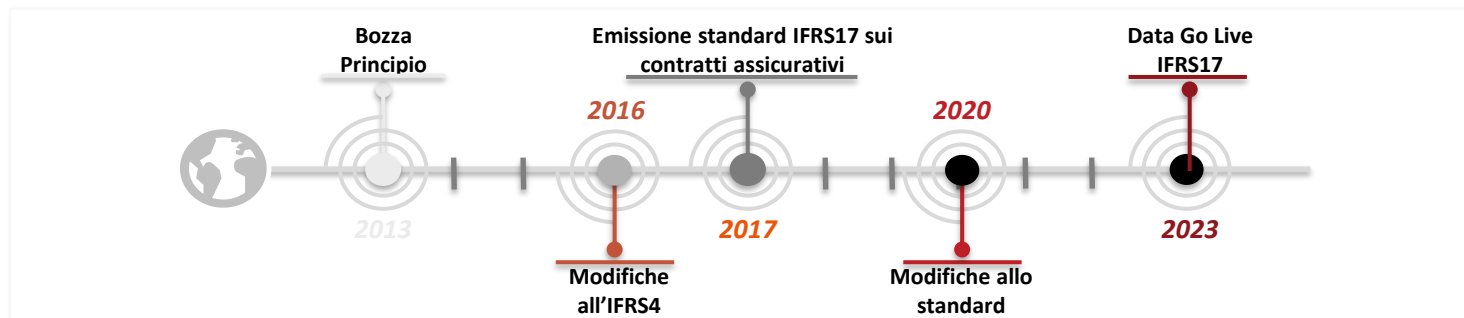 Bozza
Principio
2013
2016
Modifiche
all'IFRS4
Emissione standard IFRS17 sui
contratti assicurativi
2017
2020
Modifiche allo
standard
Data Go Live
IFRS17
2023